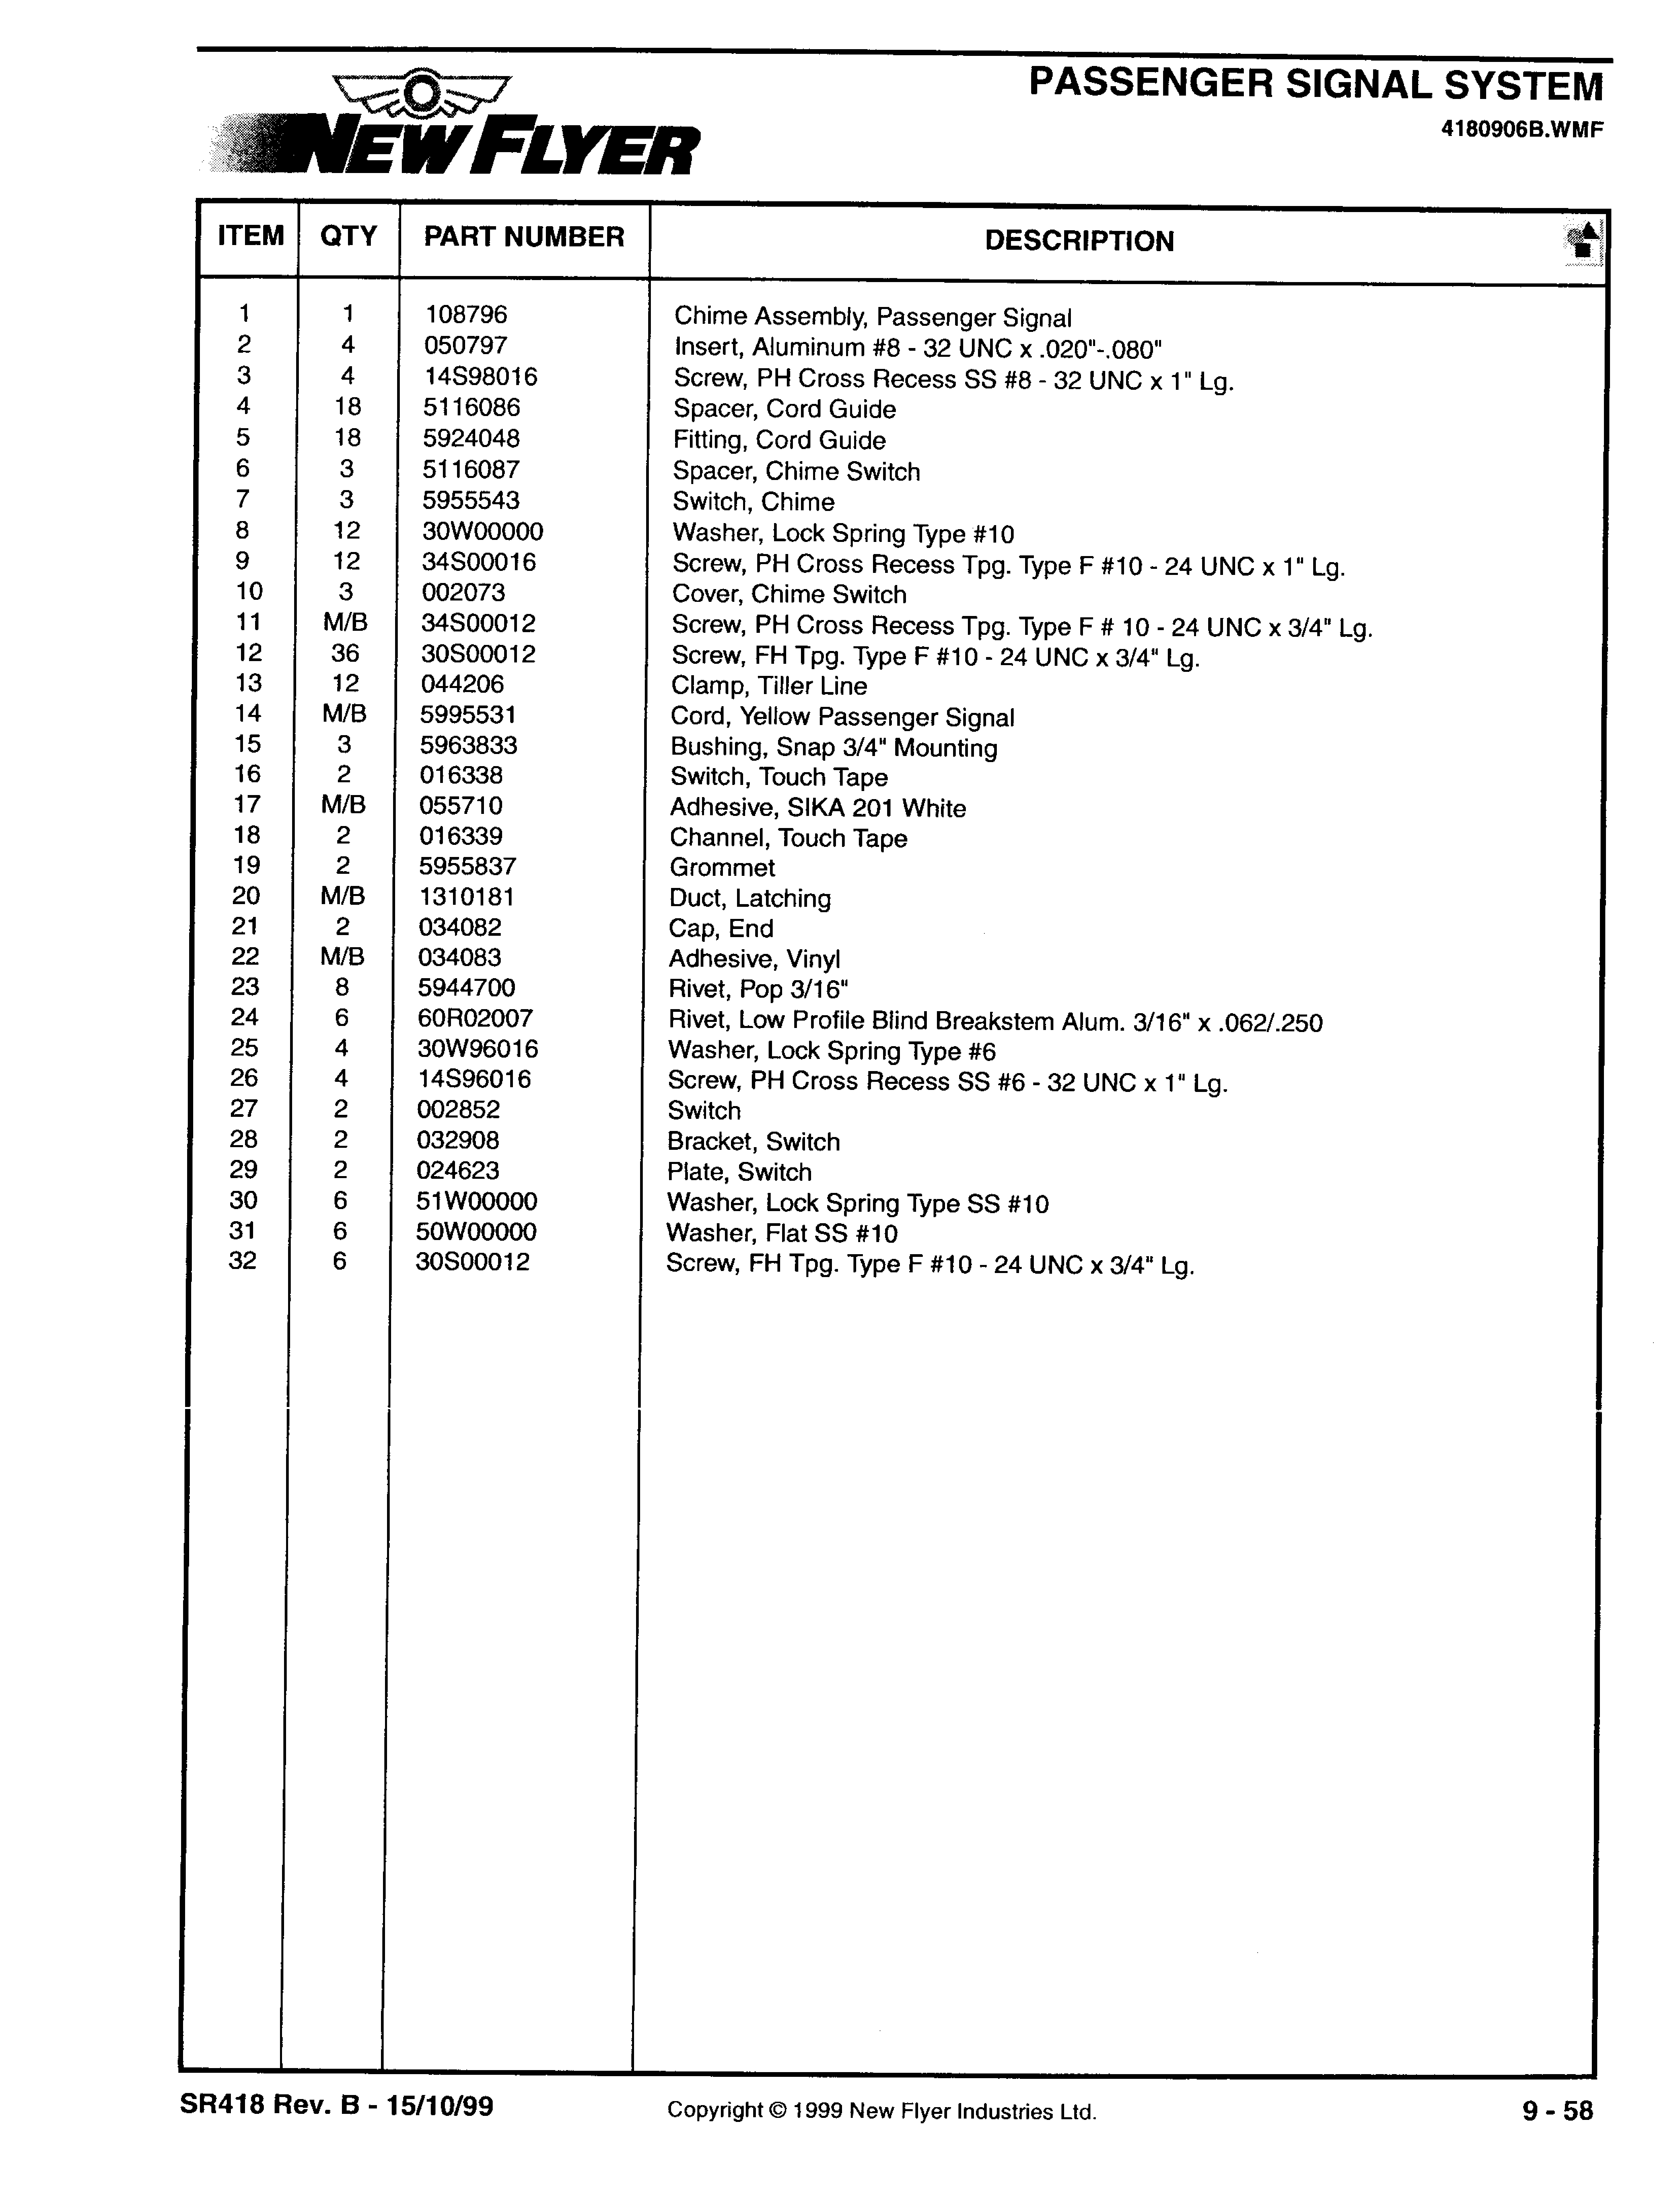 PASSENGER SIGNAL SYSTEM
4180906B.WMF
NEW FLYER
ITEM QTY PART NUMBER DESCRIPTION
1 1 108796 Chime Assembly, Passenger Signal
2 4 050797 Insert, Aluminum #8 - 32 UNC x .020"-.080"
3 4 14S98016 Screw, PH Cross Recess SS #8 - 32 UNC x 1" Lg.
4 18 5116086 Spacer, Cord Guide
5 18 5924048 Fitting, Cord Guide
6 3 5116087 Spacer, Chime Switch
7 3 5955543 Switch, Chime
8 12 30W00000 Washer, Lock Spring Type #10
9 12 34S00016 Screw, PH Cross Recess Tpg. Type F #10 - 24 UNC x 1" Lg.
10 3 002073 Cover, Chime Switch
11 M/B 34S00012 Screw, PH Cross Recess Tpg. Type F # 10 - 24 UNC x 3/4" Lg.
12 36 30S00012 Screw, FH Tpg. Type F #10 - 24 UNC x 3/4" Lg.
13 12 044206 Clamp, Tiller Line
14 M/B 5995531 Cord, Yellow Passenger Signal
15 3 5963833 Bushing, Snap 3/4" Mounting
16 2 016338 Switch, Touch Tape
17 M/B 055710 Adhesive, SIKA 201 White
18 2 016339 Channel, Touch Tape
19 2 5955837 Grommet
20 M/B 1310181 Duct, Latching
21 2 034082 Cap, End
22 M/B 034083 Adhesive, Vinyl
23 8 5944700 Rivet, Pop 3/16"
24 6 60R02007 Rivet, Low Profile Blind Breakstem Alum. 3/16" x .062/.250
25 4 30W96016 Washer, Lock Spring Type #6
26 4 14S96016 Screw, PH Cross Recess SS #6 - 32 UNC x 1" Lg.
27 2 002852 Switch
28 2 032908 Bracket, Switch
29 2 024623 Plate, Switch
30 6 51W00000 Washer, Lock Spring Type SS #10
31 6 50W00000 Washer, Flat SS #10
32 6 30S00012 Screw, FH Tpg. Type F #10 - 24 UNC x 3/4" Lg.
SR418 Rev. B - 15/10/99 Copyright © 1999 New Flyer Industries Ltd. 9 - 58